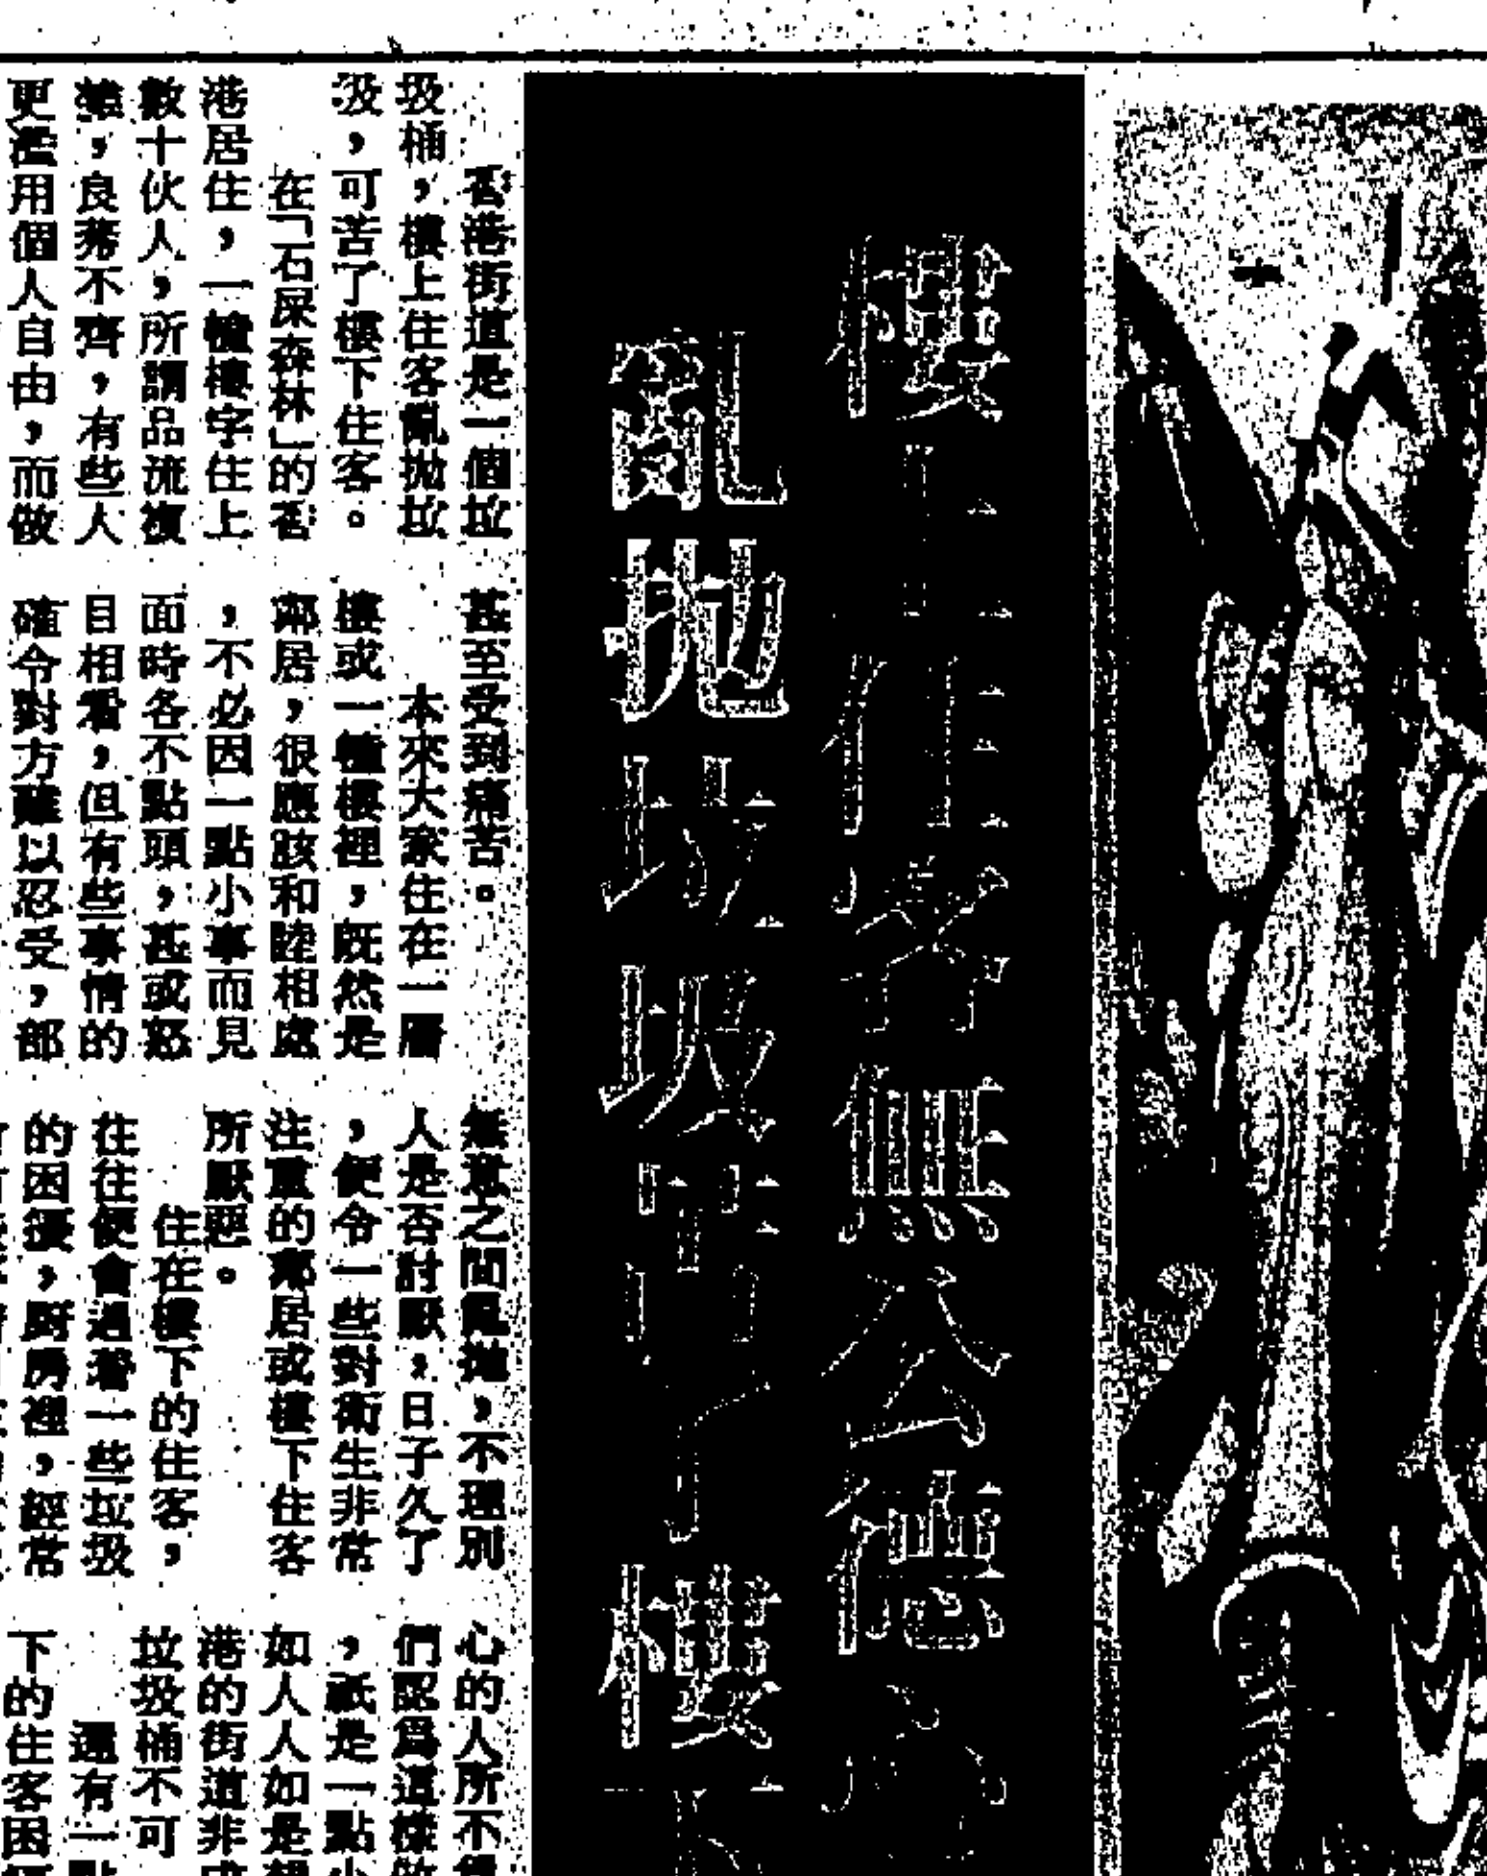 樓上住客無公德心
亂抛垃圾苦了樓下
香港街道是一個垃
圾桶，樓上住客亂抛垃
圾，可苦了樓下住客。
在「石屎森林」的香
港居住，一幢樓宇住上
數十伙人，所謂品流複
雜，良莠不齊，有些人
更濫用個人自由，而做
甚至受到痛苦。
本來大家住在一層
樓或一幢樓裡，既然是
鄰居，很應該和睦相處
，不必因一點小事而見
面時各不點頭，甚或怒
目相看，但有些事情的
確令對方難以忍受，部
無意之間亂抛，不理別
人是否討厭，日子久了
，便令一些對衛生非常
注重的鄰居或樓下住客
所厭惡。
住在樓下的住客，
往往便會遇着一些垃圾
的困擾，厨房裡，經常
心的人所不
們認爲這樣做
，祇是一點小
如人人如是
港的街道非
垃圾桶不可
還有一點
下的住客困